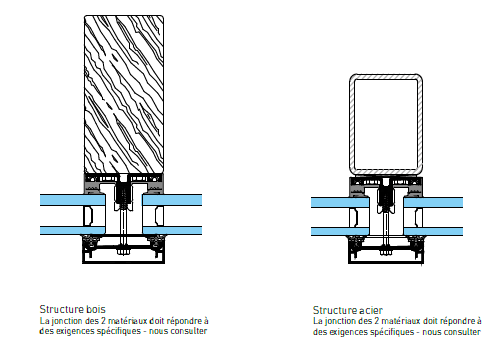 Structure bois
La jonction des 2 matériaux doit répondre à
des exigences spécifiques - nous consulter
Structure acier
La jonction des 2 matériaux doit répondre à
des exigences spécifiques - nous consulter